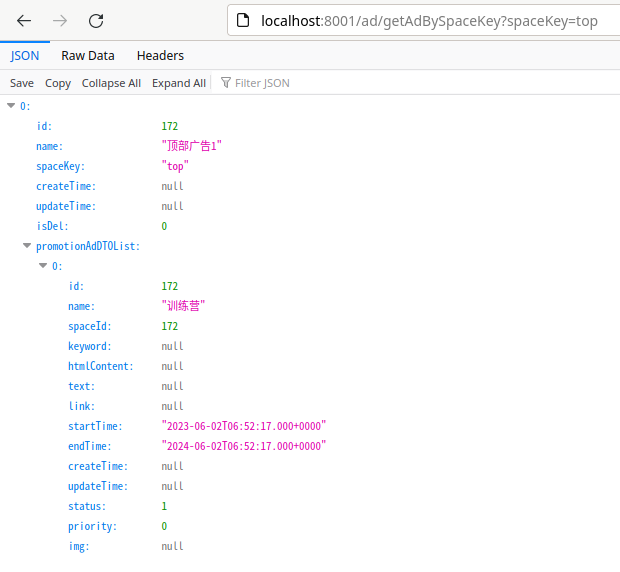 localhost:8001/ad/getAdBySpaceKey?spaceKey=top
JSON Raw Data Headers
Save Copy Collapse All Expand All Filter JSON
0:
id: 172
name: "顶部广告1"
spaceKey: "top"
createTime: null
updateTime: null
isDel: 0
promotionAdDTOList:
0:
id: 172
name: "训练营"
spaceId: 172
keyword: null
htmlContent: null
text: null
link: null
startTime: "2023-06-02T06:52:17.000+0000"
endTime: "2024-06-02T06:52:17.000+0000"
createTime: null
updateTime: null
status: 1
priority: 0
img: null